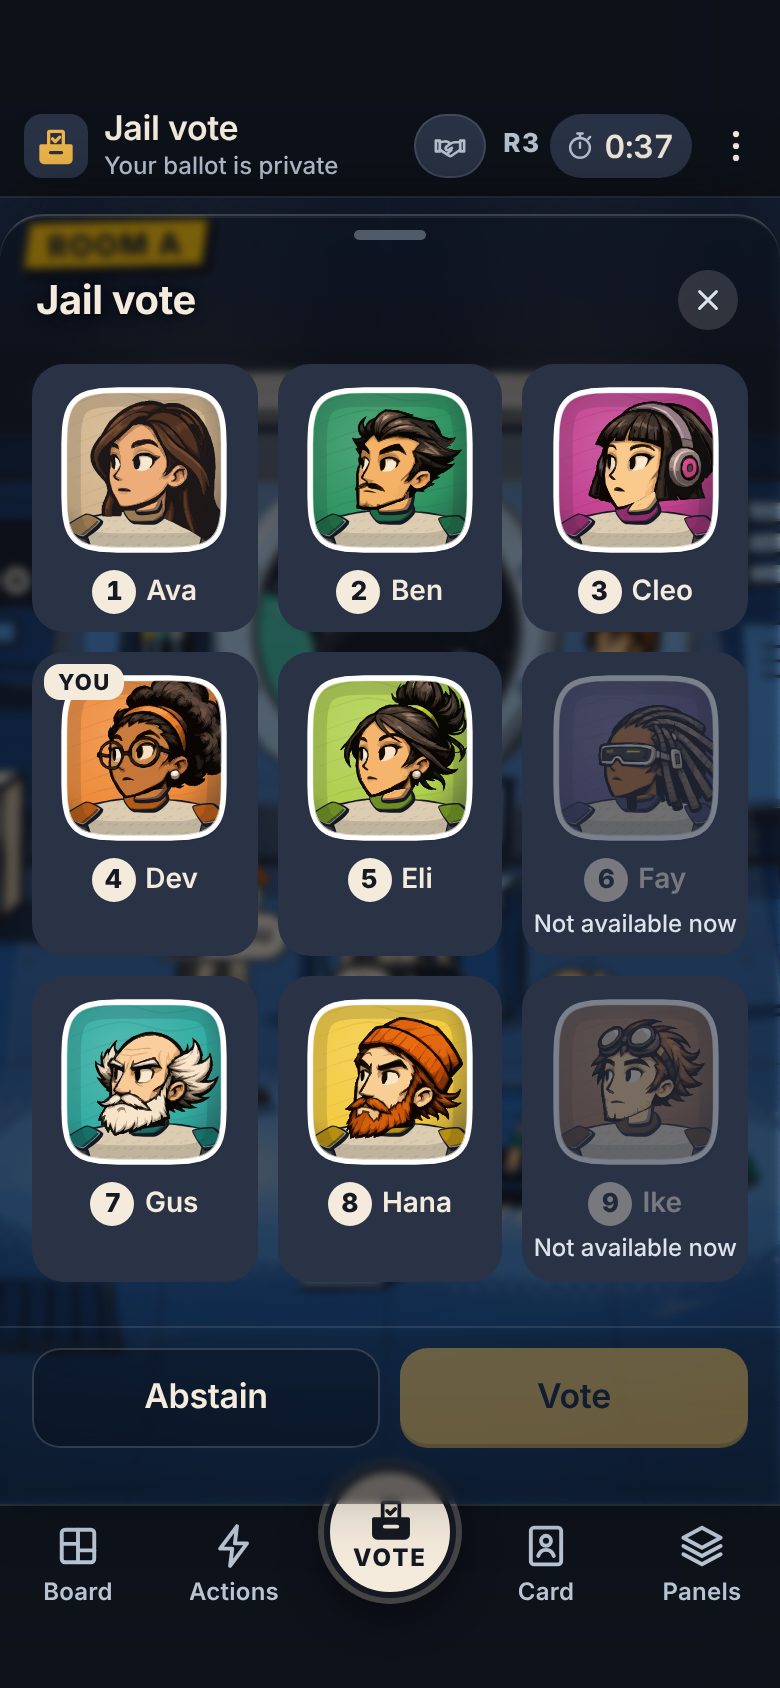 Jail vote
Your ballot is private
R3
0:37
ROOM A
Jail vote
1 Ava
2 Ben
3 Cleo
YOU
4 Dev
5 Eli
6 Fay
Not available now
7 Gus
8 Hana
9 Ike
Not available now
Abstain
Vote
Board
Actions
VOTE
Card
Panels